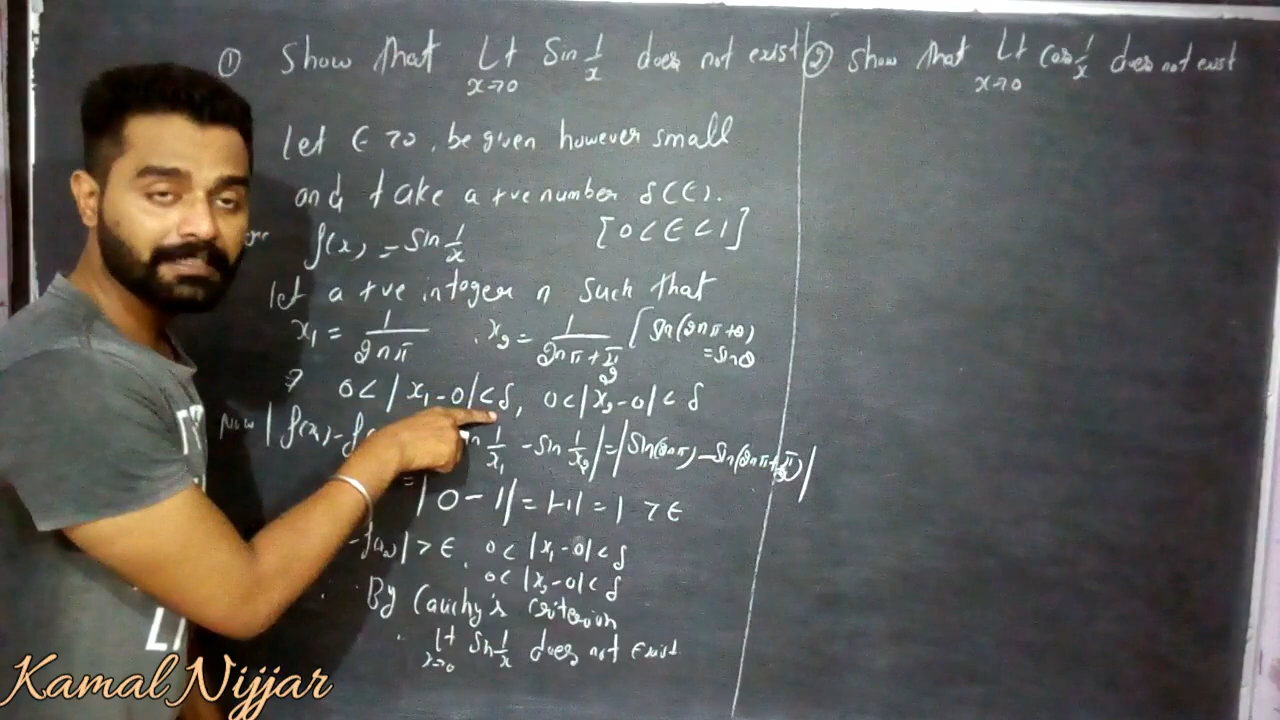 ① Show that Lt x→0 Sin 1/x does not exist
Let ϵ > 0, be given however small
and take a +ve number δ(ϵ).
f(x) = Sin 1/x [0 < ϵ < 1]
let a +ve integer n such that
x₁ = 1/2nπ , x₂ = 1/(2nπ + π/2) [Sin(2nπ+θ)
= Sinθ
⇒ 0 < |x₁ - 0| < δ, 0 < |x₂ - 0| < δ
Now |f(x₁) - f 1/x₁ - Sin 1/x₂| = |Sin(2nπ) - Sin(2nπ + π/2)|
= |0 - 1| = |-1| = 1 > ϵ
- f(x₂)| > ϵ, 0 < |x₁ - 0| < δ
0 < |x₂ - 0| < δ
By Cauchy's criterion
Lt x→0 Sin 1/x does not exist
② Show that Lt x→0 Cos 1/x does not exist
Kamal Nijjar